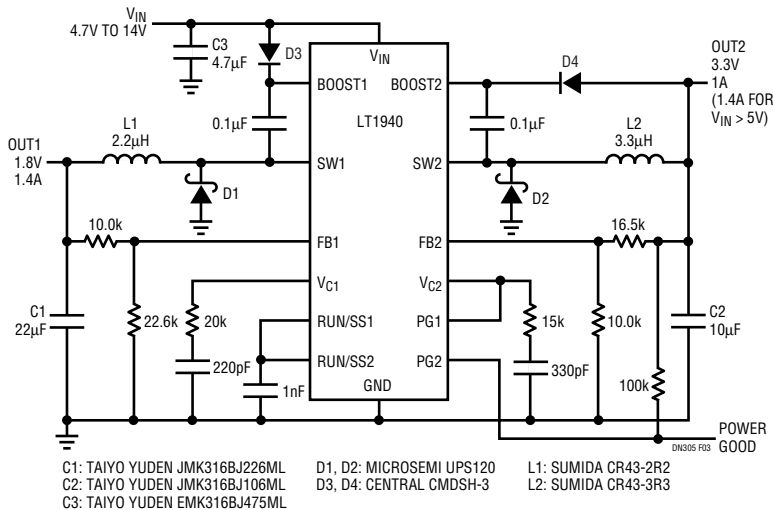 VIN
4.7V TO 14V
C3
4.7µF
D3
VIN
BOOST1
BOOST2
LT1940
D4
OUT2
3.3V
1A
(1.4A FOR
VIN > 5V)
0.1µF
0.1µF
OUT1
1.8V
1.4A
L1
2.2µH
L2
3.3µH
SW1
SW2
D1
D2
10.0k
FB1
FB2
16.5k
VC1
VC2
C1
22µF
22.6k
20k
RUN/SS1
PG1
15k
10.0k
C2
10µF
220pF
RUN/SS2
PG2
330pF
1nF
GND
100k
POWER
GOOD
DN305 F03
C1: TAIYO YUDEN JMK316BJ226ML
C2: TAIYO YUDEN JMK316BJ106ML
C3: TAIYO YUDEN EMK316BJ475ML
D1, D2: MICROSEMI UPS120
D3, D4: CENTRAL CMDSH-3
L1: SUMIDA CR43-2R2
L2: SUMIDA CR43-3R3